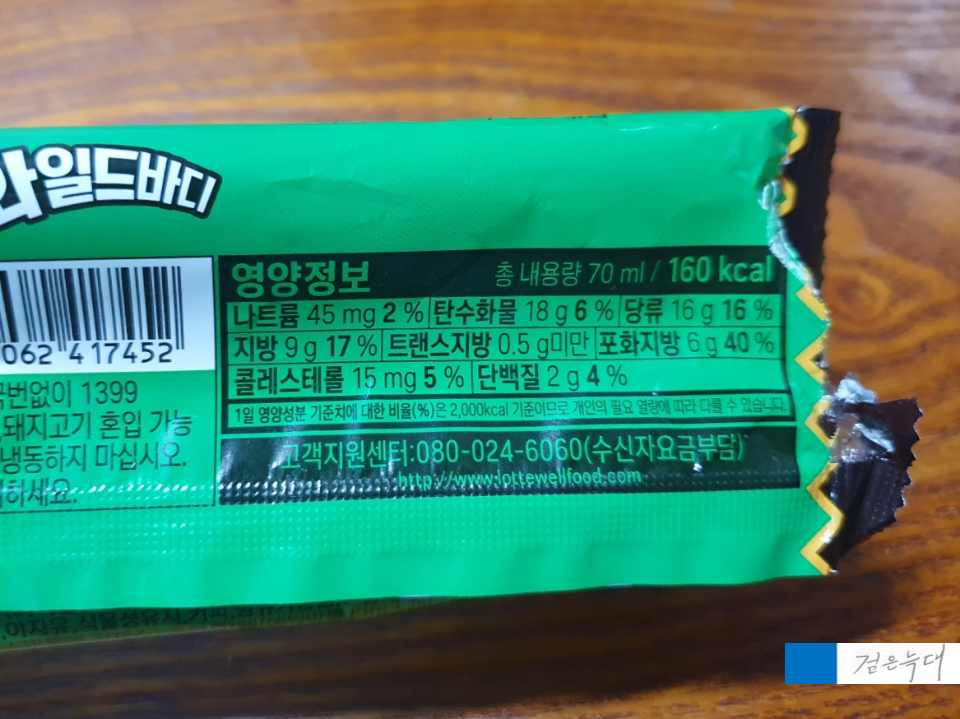 와일드바디
영양정보 총 내용량 70 ml / 160 kcal
나트륨 45 mg 2 % 탄수화물 18 g 6 % 당류 16 g 16 %
지방 9 g 17 % 트랜스지방 0.5 g미만 포화지방 6 g 40 %
콜레스테롤 15 mg 5 % 단백질 2 g 4 %
1일 영양성분 기준치에 대한 비율(%)은 2,000kcal 기준이므로 개인의 필요 열량에 따라 다를 수 있습니다.
고객지원센터:080-024-6060(수신자요금부담)
http://www.lottewellfood.com
062 417452
국번없이 1399
,돼지고기 혼입 가능
냉동하지 마십시오.
하세요.
검은늑대